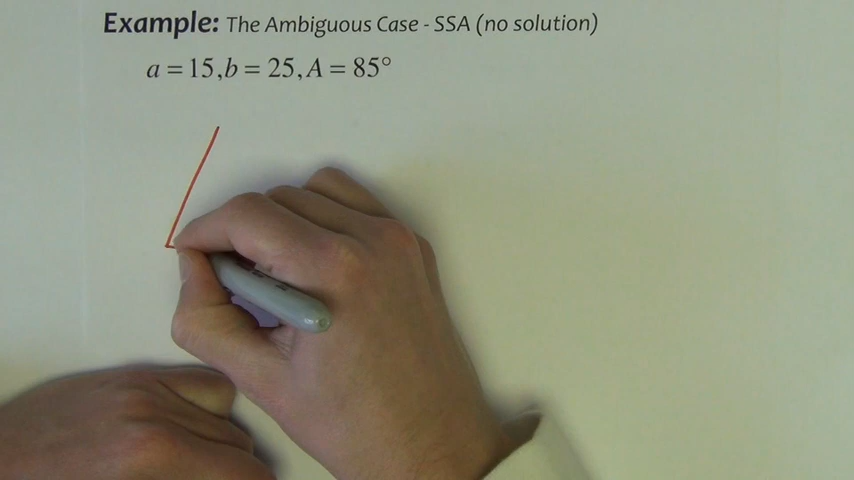 Example: The Ambiguous Case - SSA (no solution)
a = 15, b = 25, A = 85°